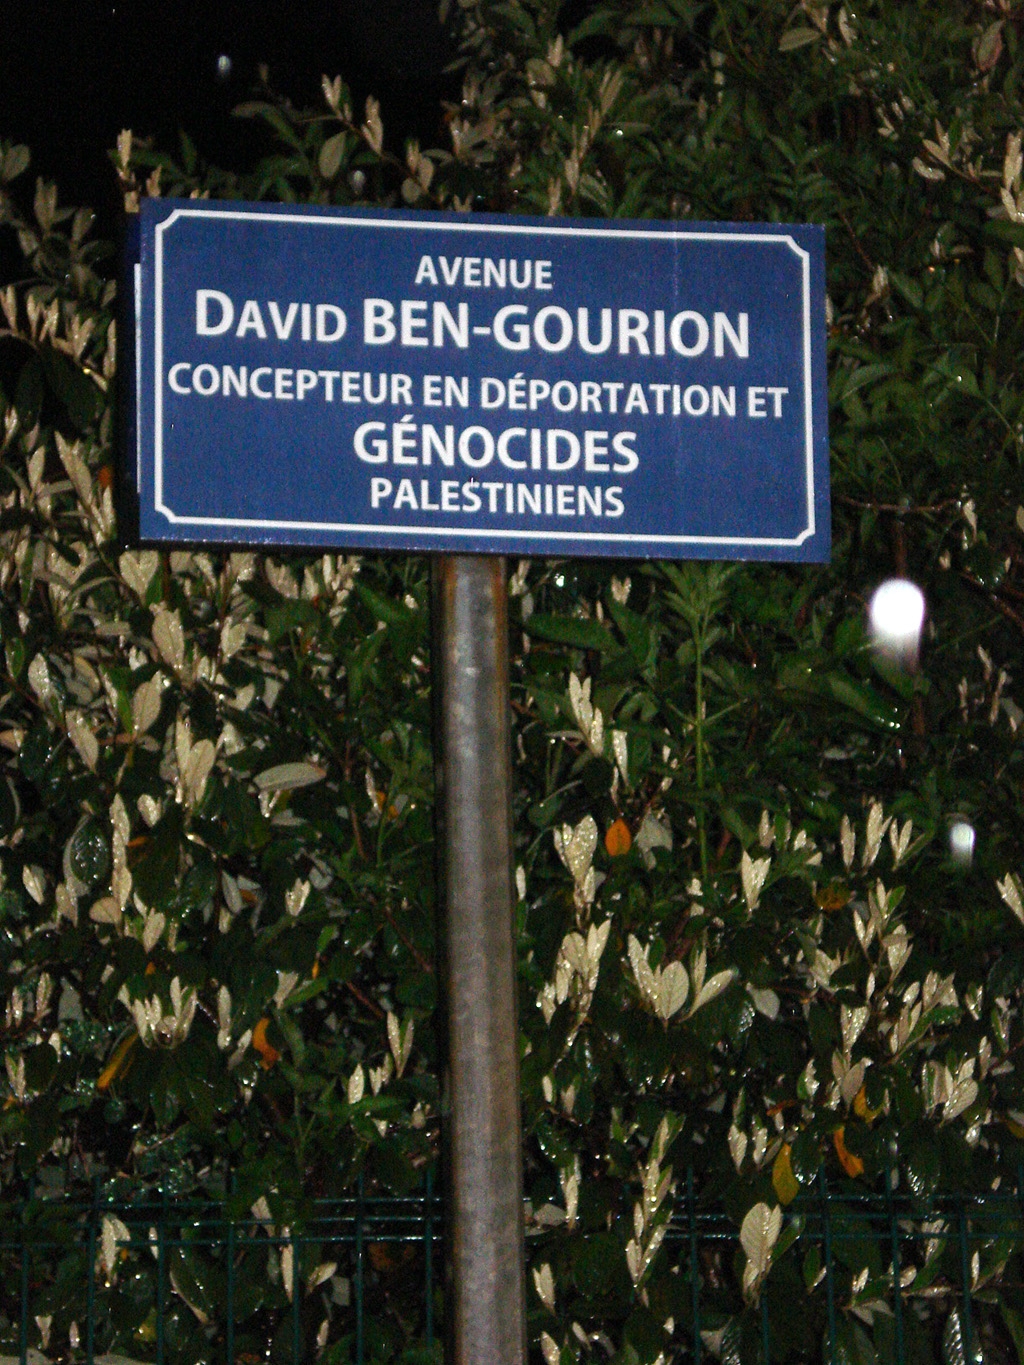 AVENUE
DAVID BEN-GOURION
CONCEPTEUR EN DÉPORTATION ET
GÉNOCIDES
PALESTINIENS